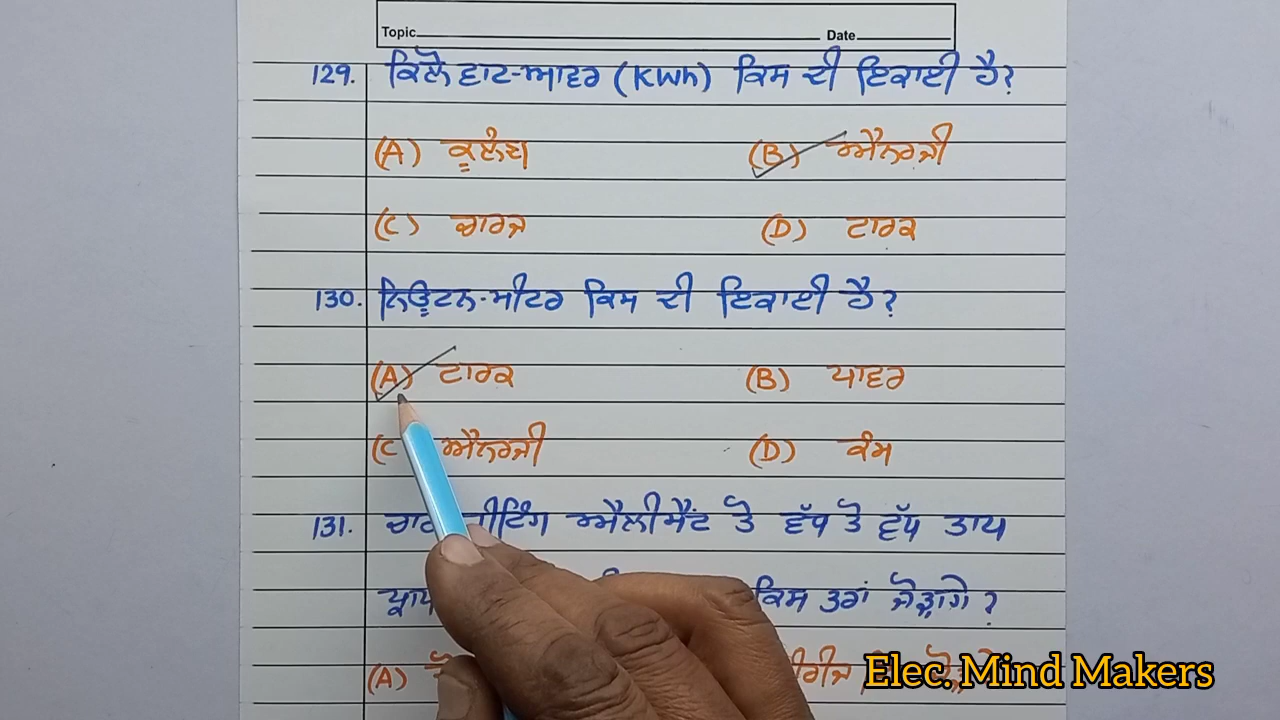 Topic Date
129. ਕਿਲੋ ਵਾਟ-ਆਵਰ (KWh) ਕਿਸ ਦੀ ਇਕਾਈ ਹੈ?
(A) ਕੂਲੰਬ (B) ਐਨਰਜੀ
(C) ਚਾਰਜ (D) ਟਾਰਕ
130. ਨਿਊਟਨ-ਮੀਟਰ ਕਿਸ ਦੀ ਇਕਾਈ ਹੈ?
(A) ਟਾਰਕ (B) ਪਾਵਰ
(C ਐਨਰਜੀ (D) ਕੰਮ
131. ਚਾਰ ਐਲੀਮੈਂਟ ਤੋਂ ਵੱਧ ਤੋਂ ਵੱਧ ਤਾਪ
ਕਿਸ ਤਰਾਂ ਜੋੜਾਂਗੇ ?
(A)
Elec. Mind Makers